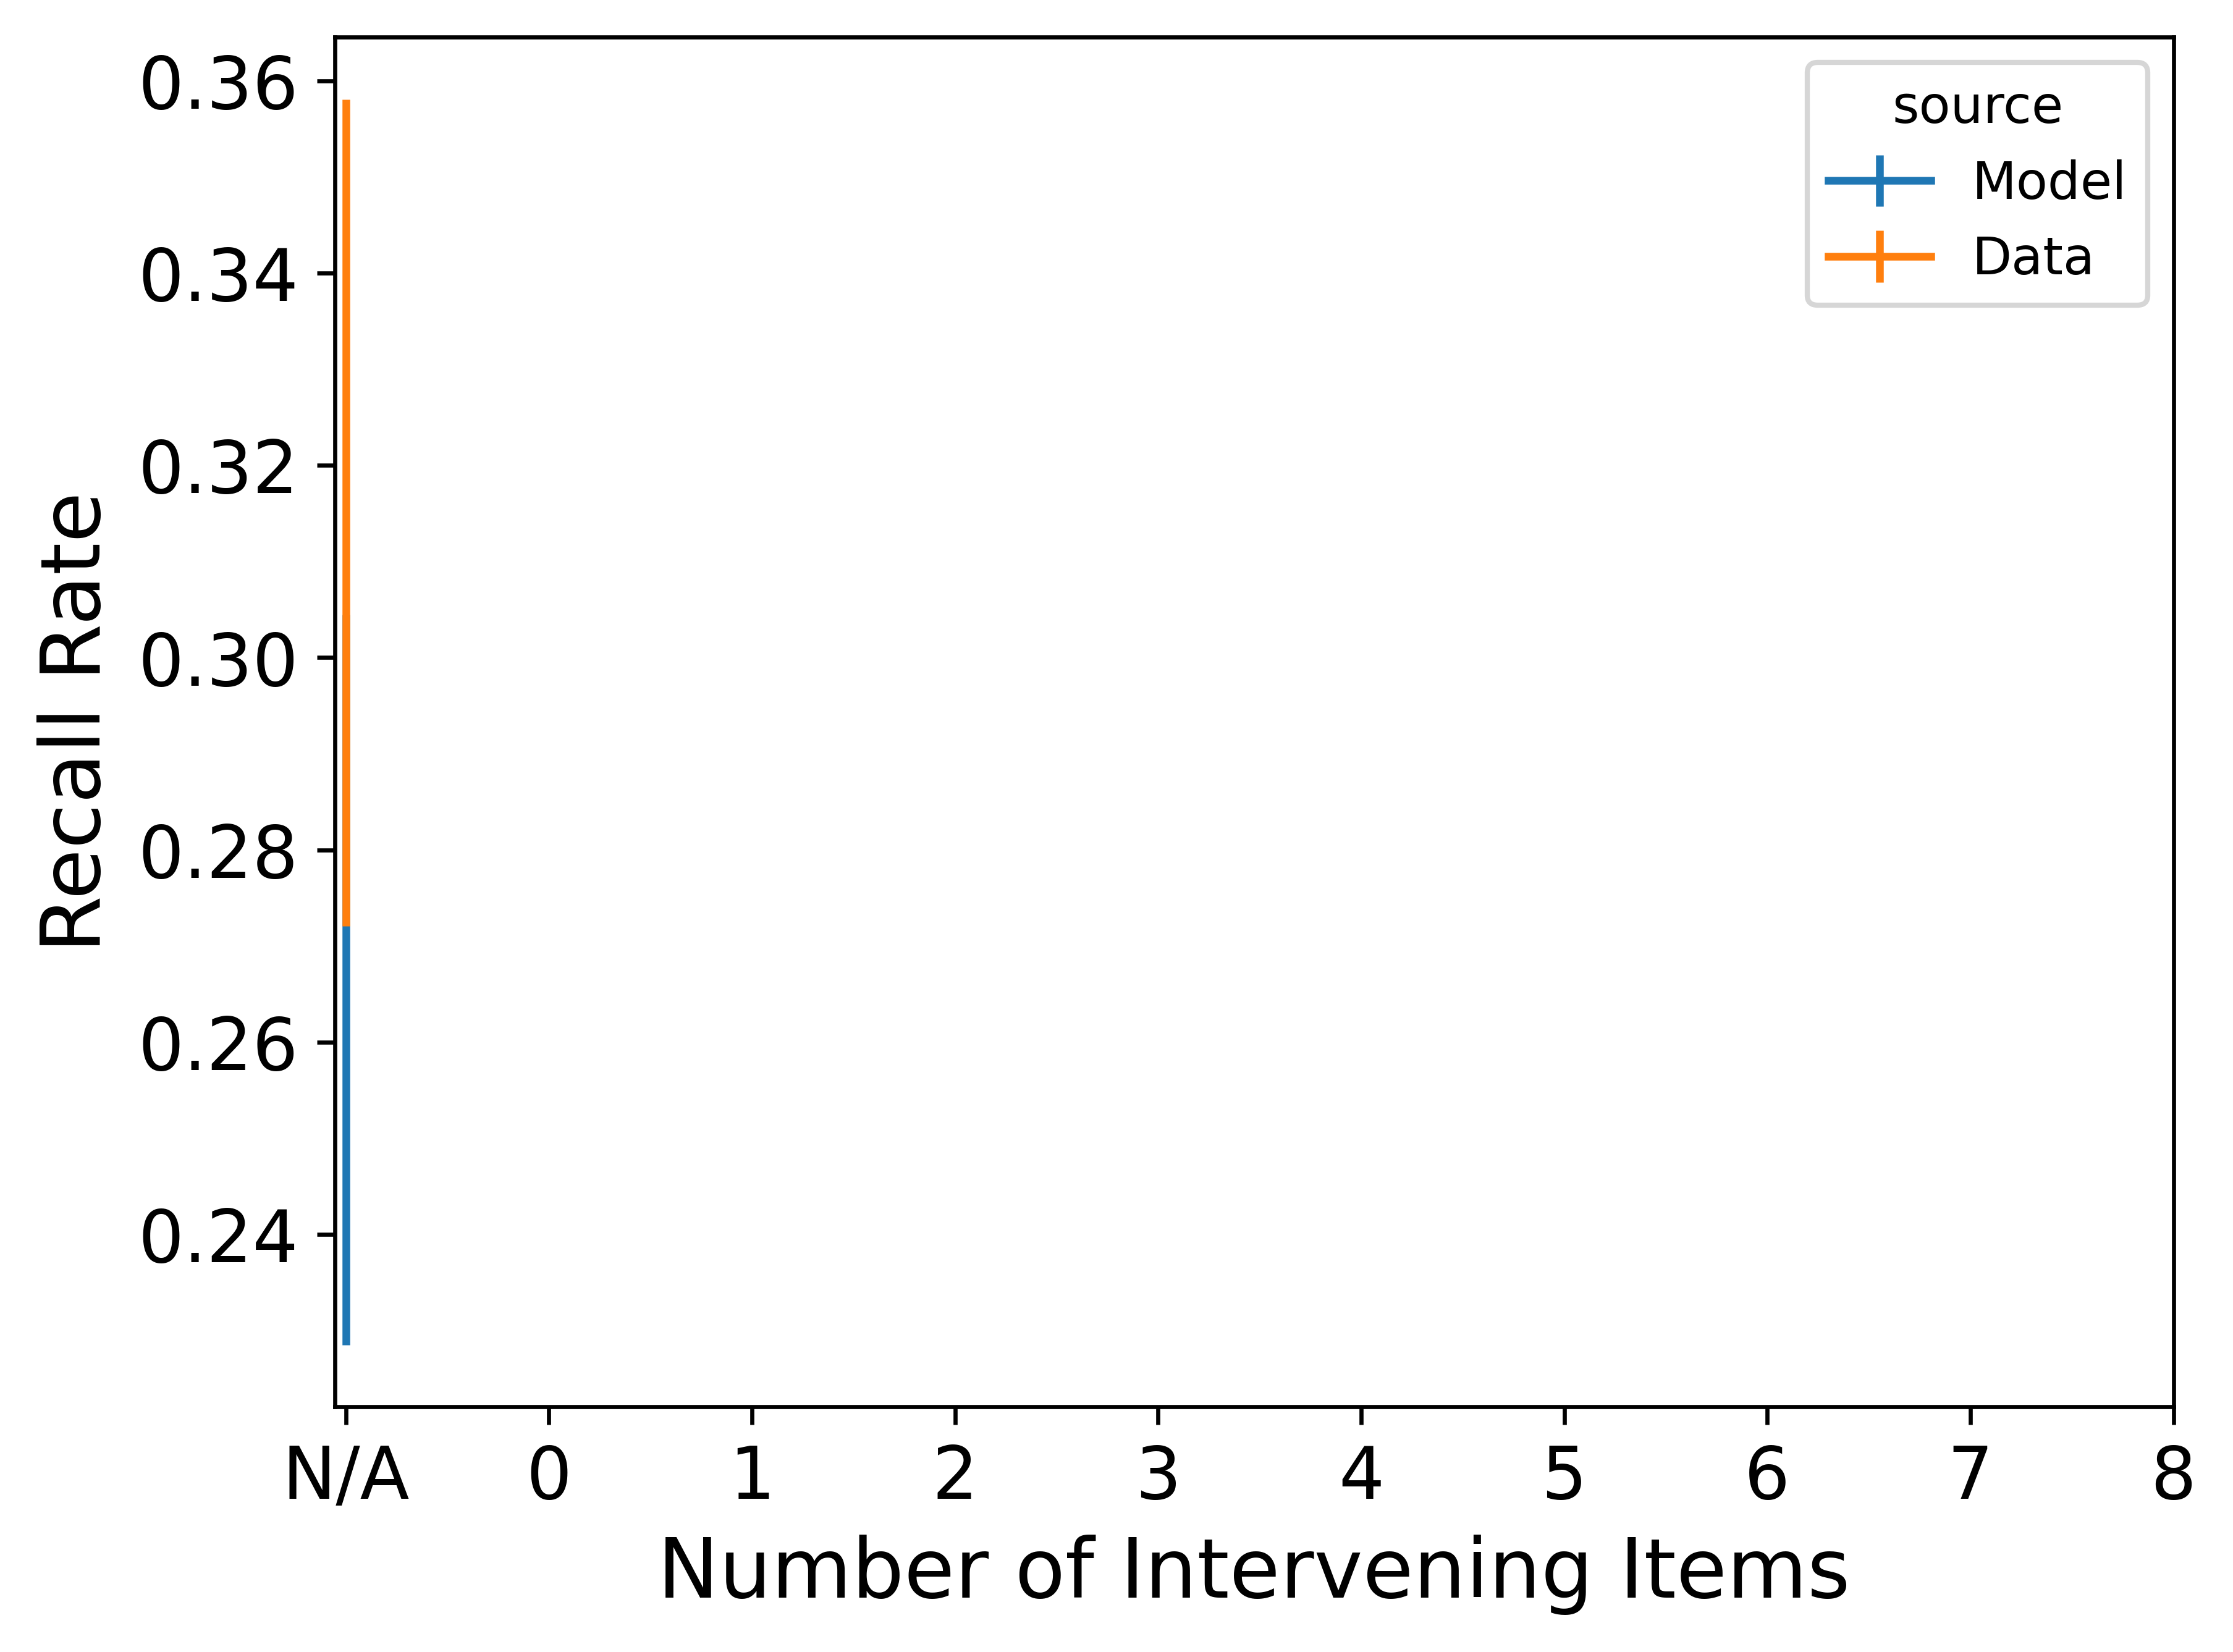 0.36
0.34
0.32
0.30
0.28
0.26
0.24
Recall Rate
source
Model
Data
N/A 0 1 2 3 4 5 6 7 8
Number of Intervening Items